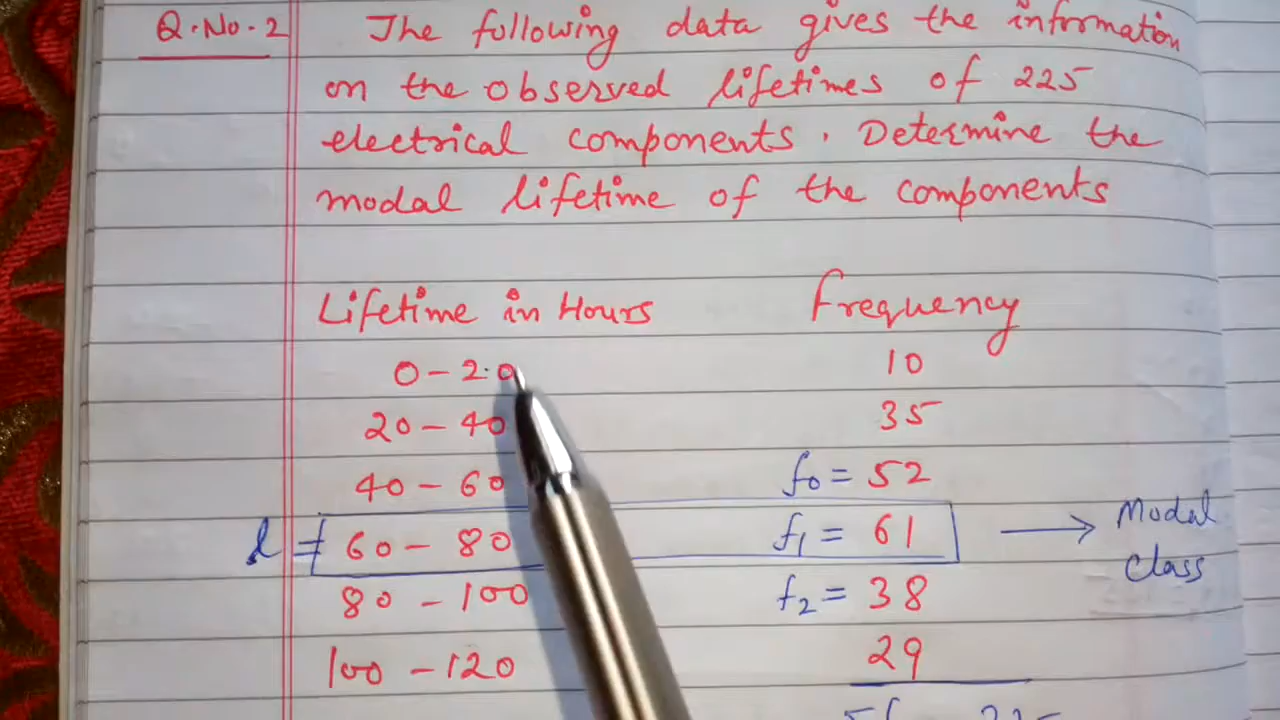 Q.No.2 The following data gives the information
on the observed lifetimes of 225
electrical components. Determine the
modal lifetime of the components
Lifetime in Hours Frequency
0-20 10
20-40 35
40-60 f0 = 52
l = 60-80 f1 = 61 → Modal class
80-100 f2 = 38
100-120 29